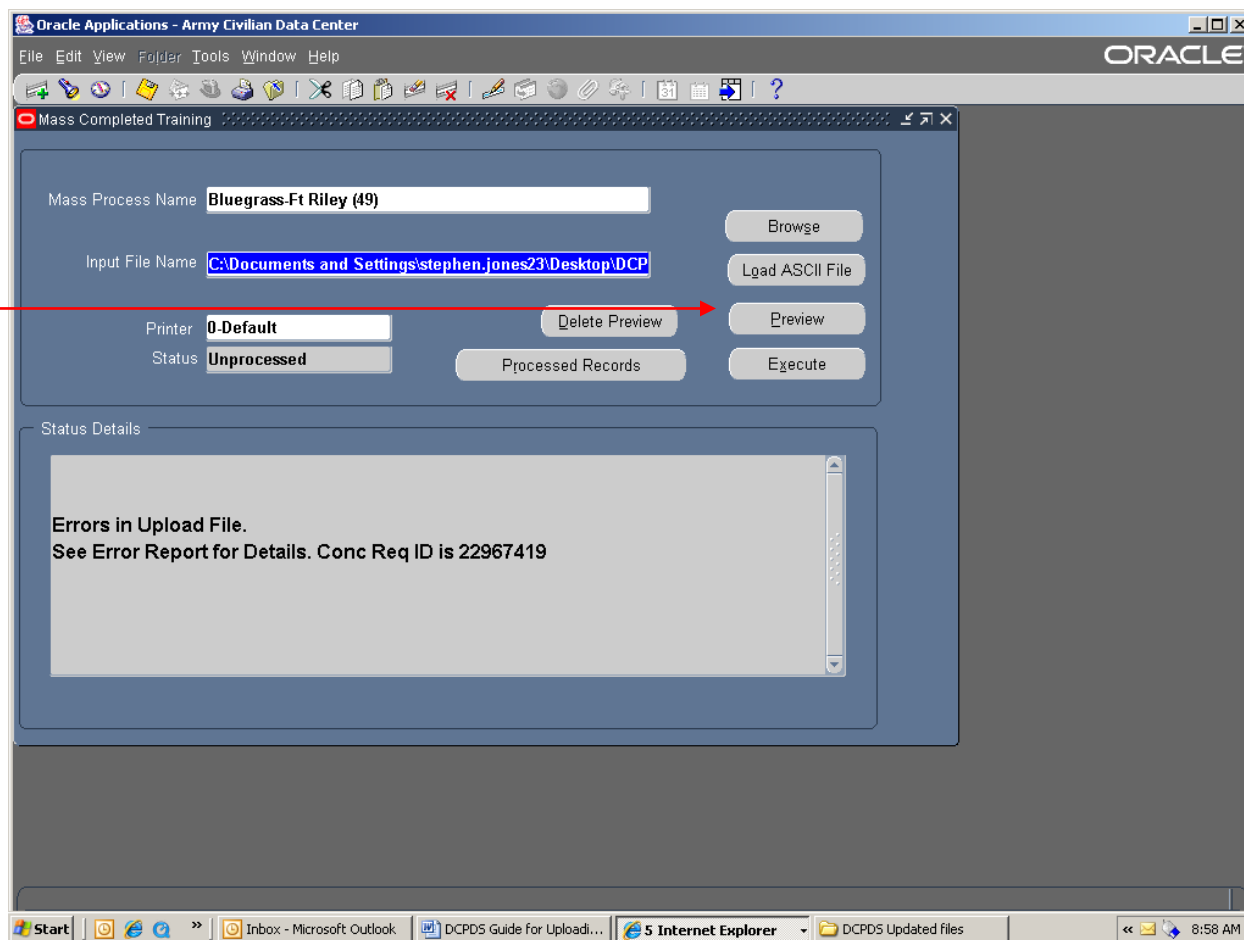 Oracle Applications - Army Civilian Data Center
File Edit View Folder Tools Window Help
ORACLE
31
?
Mass Completed Training
Mass Process Name Bluegrass-Ft Riley (49)
Browse
Input File Name C:\Documents and Settings\stephen.jones23\Desktop\DCP
Load ASCII File
Printer 0-Default
Delete Preview
Preview
Status Unprocessed
Processed Records
Execute
Status Details
Errors in Upload File.
See Error Report for Details. Conc Req ID is 22967419
Start » Inbox - Microsoft Outlook DCPDS Guide for Uploadi... 5 Internet Explorer DCPDS Updated files « 8:58 AM